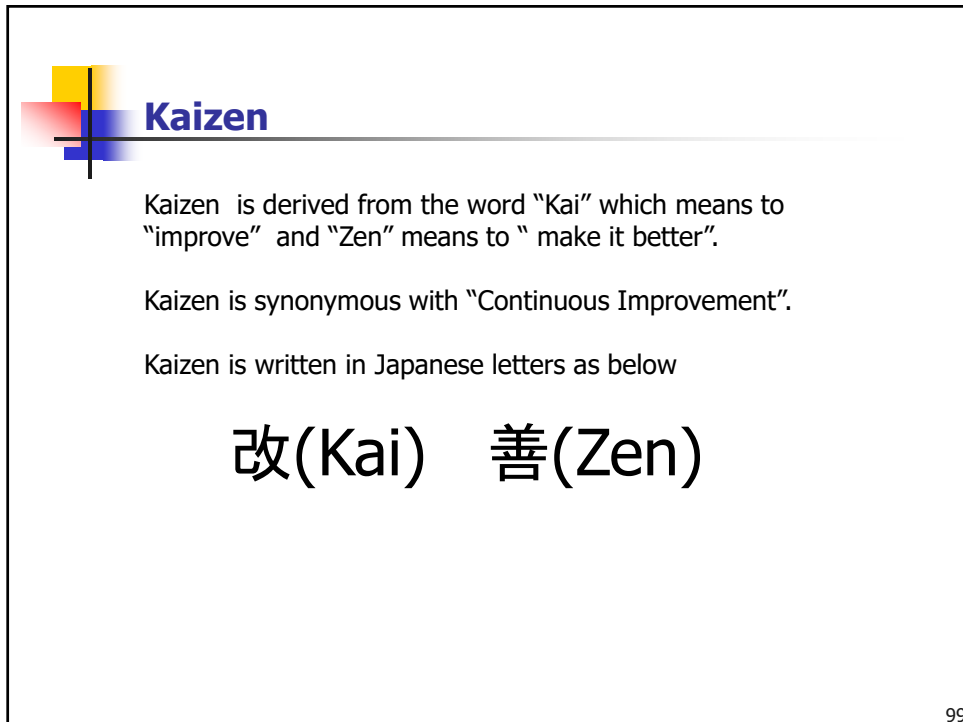 Kaizen
Kaizen  is derived from the word “Kai” which means to
“improve”  and “Zen” means to “ make it better”.
Kaizen is synonymous with “Continuous Improvement”.
Kaizen is written in Japanese letters as below
改(Kai)　善(Zen)
99